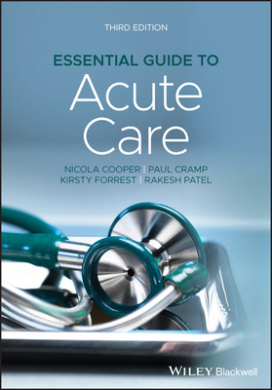 THIRD EDITION
ESSENTIAL GUIDE TO
Acute
Care
NICOLA COOPER | PAUL CRAMP
KIRSTY FORREST | RAKESH PATEL
WILEY Blackwell